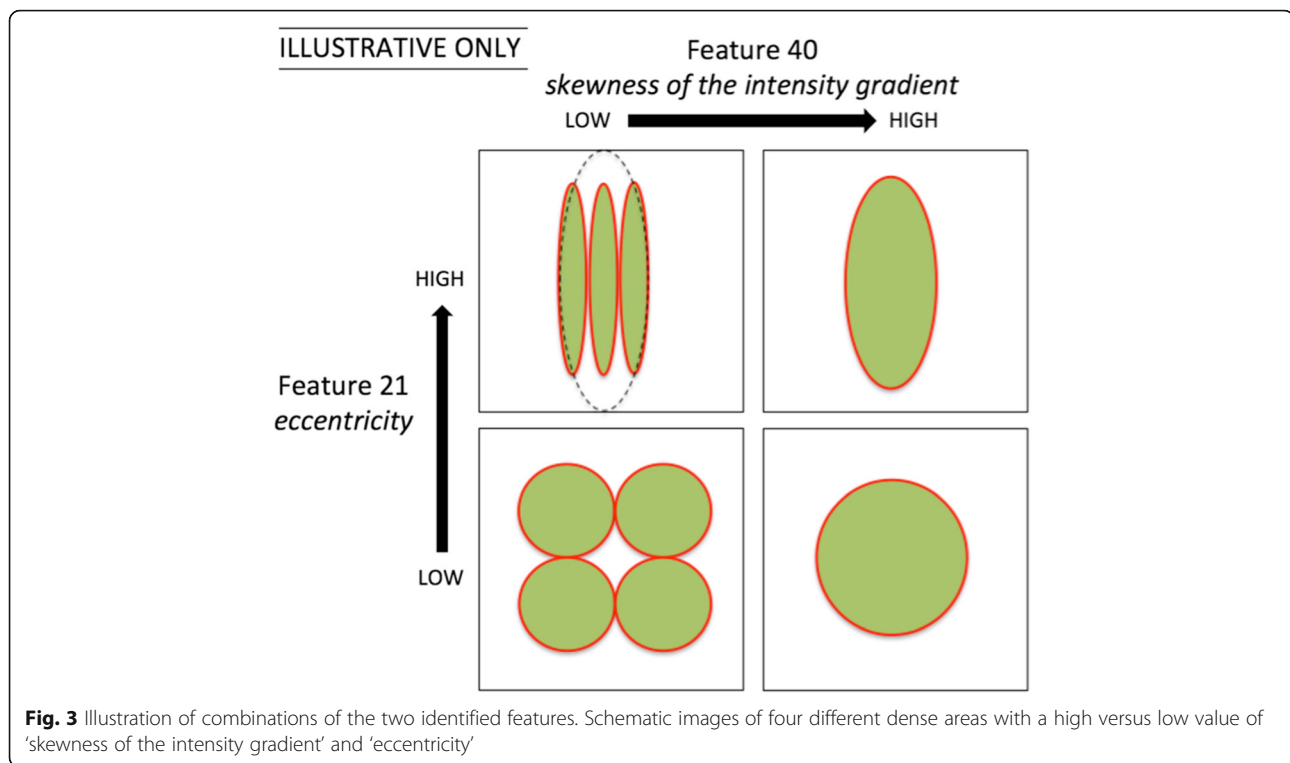 ILLUSTRATIVE ONLY
Feature 40
skewness of the intensity gradient
LOW
HIGH
HIGH
Feature 21
eccentricity
LOW
Fig. 3 Illustration of combinations of the two identified features. Schematic images of four different dense areas with a high versus low value of
‘skewness of the intensity gradient’ and ‘eccentricity’